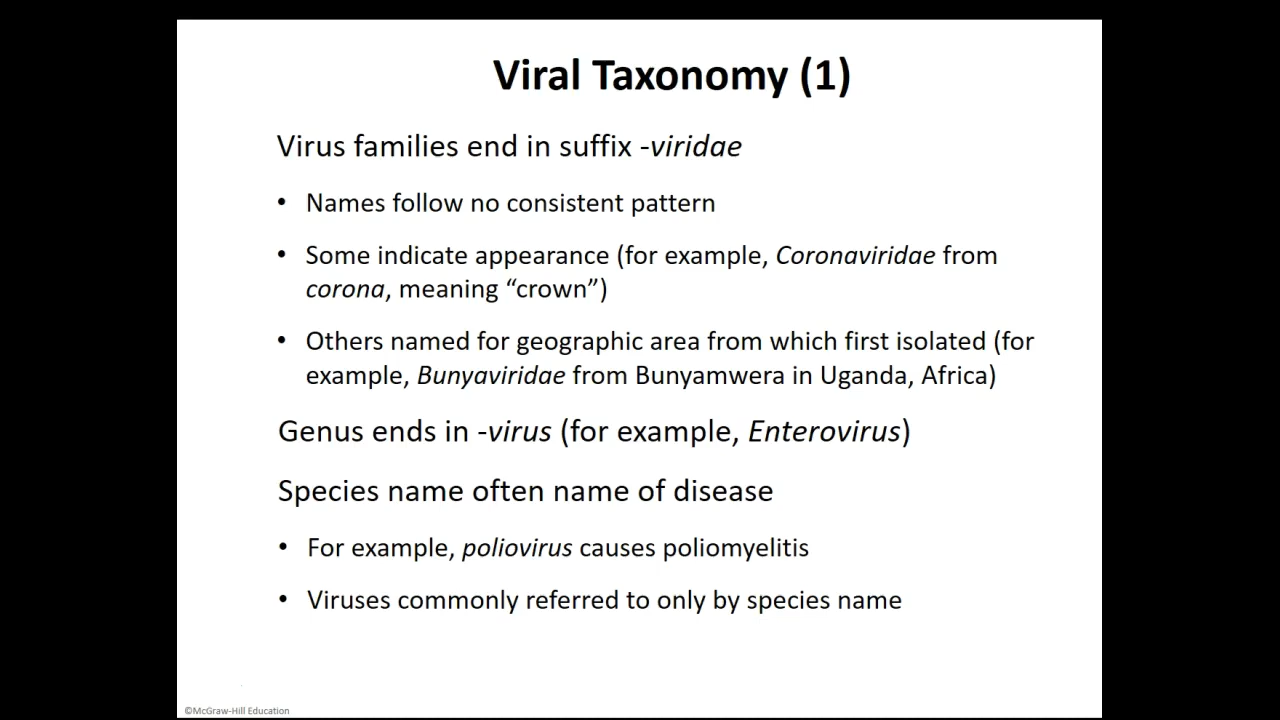 Viral Taxonomy (1)
Virus families end in suffix -viridae
• Names follow no consistent pattern
• Some indicate appearance (for example, Coronaviridae from
corona, meaning “crown”)
• Others named for geographic area from which first isolated (for
example, Bunyaviridae from Bunyamwera in Uganda, Africa)
Genus ends in -virus (for example, Enterovirus)
Species name often name of disease
• For example, poliovirus causes poliomyelitis
• Viruses commonly referred to only by species name
©McGraw-Hill Education